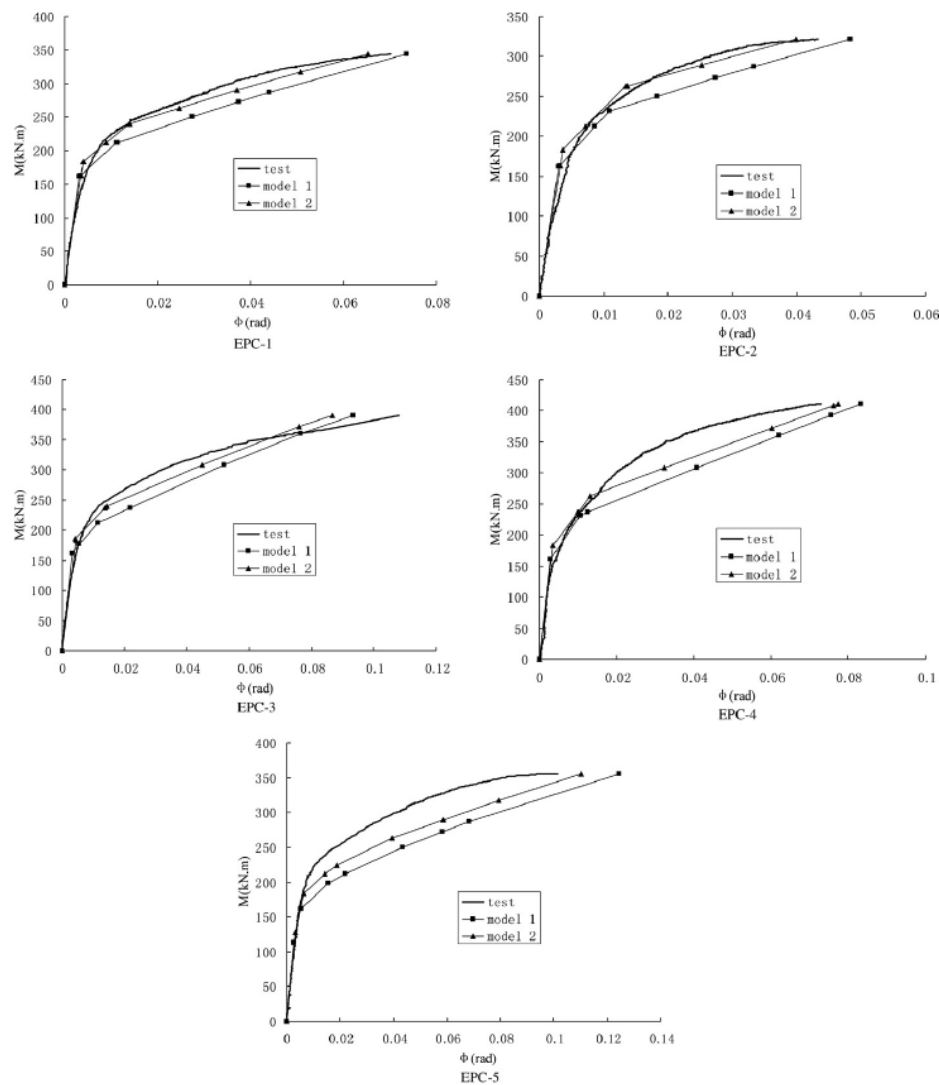 M(kN.m)
400
350
300
250
200
150
100
50
0
test
model 1
model 2
0
0.02
0.04
0.06
0.08
Φ(rad)
EPC-1
M(kN.m)
350
300
250
200
150
100
50
0
test
model 1
model 2
0
0.01
0.02
0.03
0.04
0.05
0.06
Φ(rad)
EPC-2
M(kN.m)
450
400
350
300
250
200
150
100
50
0
test
model 1
model 2
0
0.02
0.04
0.06
0.08
0.1
0.12
Φ(rad)
EPC-3
M(kN.m)
450
400
350
300
250
200
150
100
50
0
test
model 1
model 2
0
0.02
0.04
0.06
0.08
0.1
Φ(rad)
EPC-4
M(kN.m)
400
350
300
250
200
150
100
50
0
test
model 1
model 2
0
0.02
0.04
0.06
0.08
0.1
0.12
0.14
Φ(rad)
EPC-5